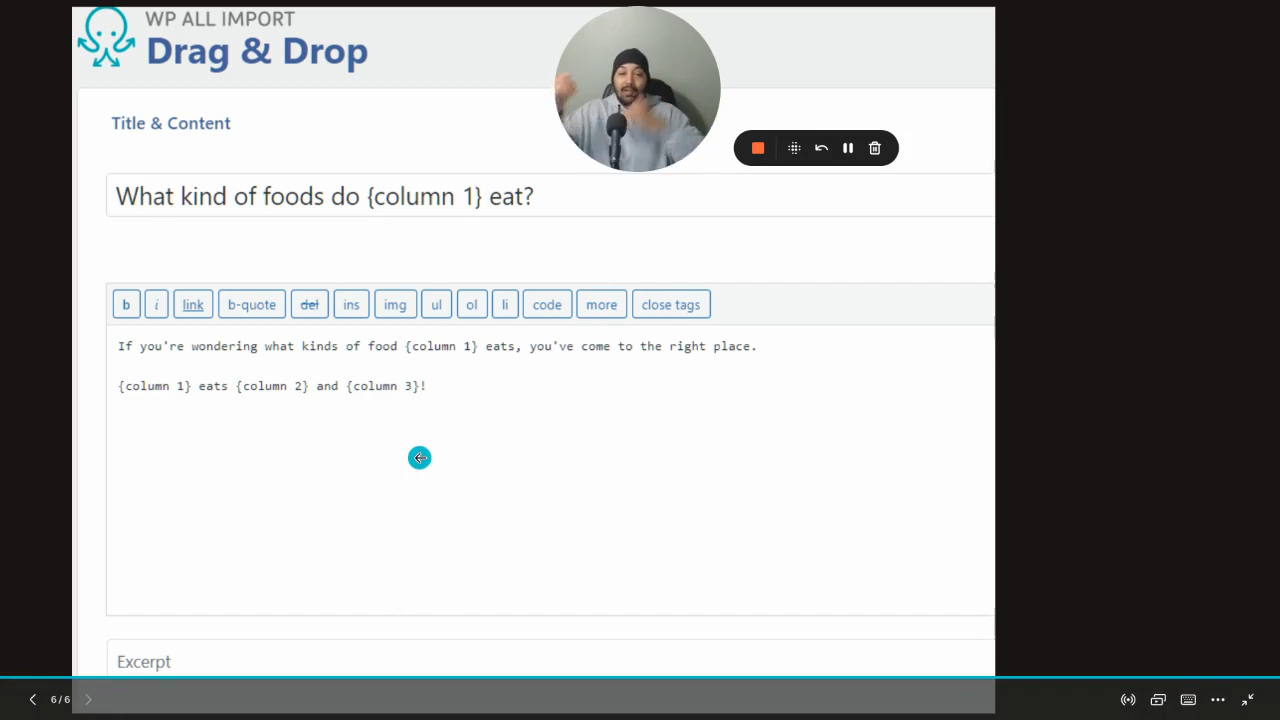 WP ALL IMPORT
Drag & Drop
Title & Content
What kind of foods do {column 1} eat?
b i link b-quote del ins img ul ol li code more close tags
If you're wondering what kinds of food {column 1} eats, you've come to the right place.
{column 1} eats {column 2} and {column 3}!
Excerpt
6/6